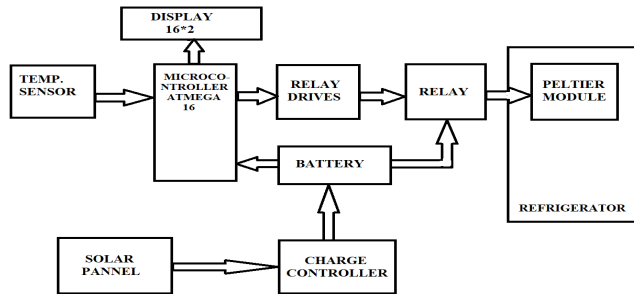 DISPLAY
16*2
TEMP.
SENSOR
MICROCO-
NTROLLER
ATMEGA
16
RELAY
DRIVES
RELAY
PELTIER
MODULE
BATTERY
REFRIGERATOR
SOLAR
PANNEL
CHARGE
CONTROLLER